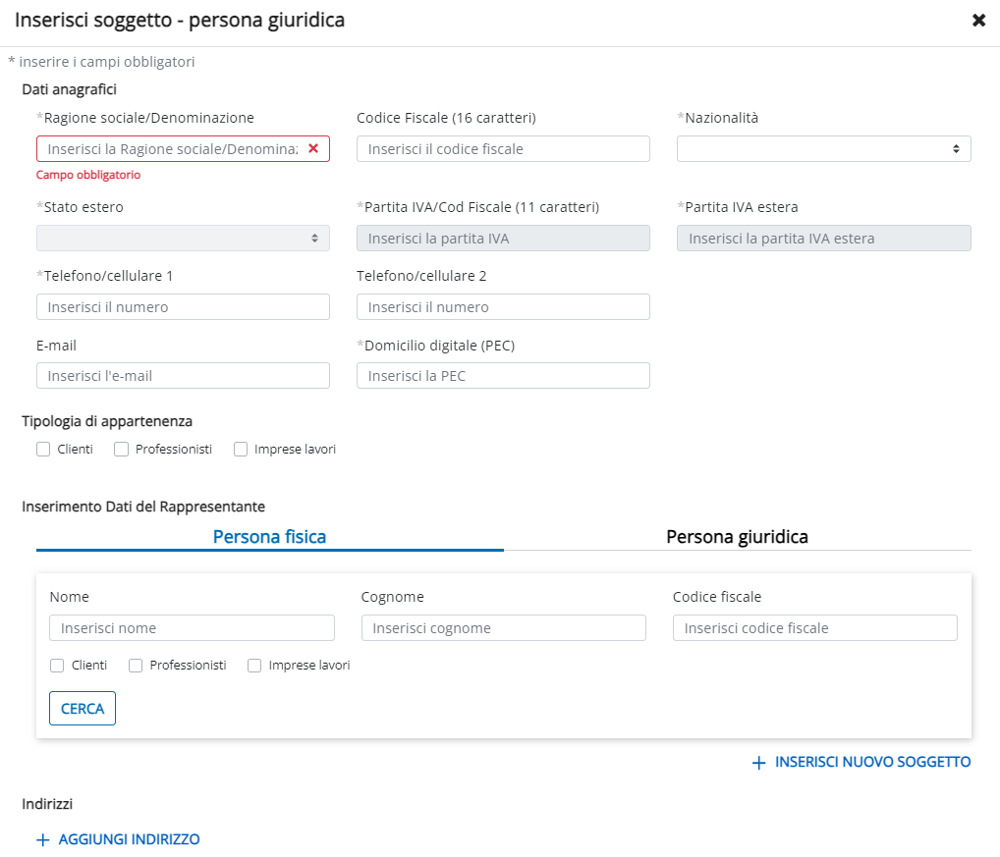 Inserisci soggetto - persona giuridica
* inserire i campi obbligatori
Dati anagrafici
*Ragione sociale/Denominazione
Codice Fiscale (16 caratteri)
*Nazionalità
Inserisci la Ragione sociale/Denomina
Inserisci il codice fiscale
Campo obbligatorio
*Stato estero
*Partita IVA/Cod Fiscale (11 caratteri)
*Partita IVA estera
Inserisci la partita IVA
Inserisci la partita IVA estera
*Telefono/cellulare 1
Telefono/cellulare 2
Inserisci il numero
Inserisci il numero
E-mail
*Domicilio digitale (PEC)
Inserisci l'e-mail
Inserisci la PEC
Tipologia di appartenenza
Clienti
Professionisti
Imprese lavori
Inserimento Dati del Rappresentante
Persona fisica
Persona giuridica
Nome
Cognome
Codice fiscale
Inserisci nome
Inserisci cognome
Inserisci codice fiscale
Clienti
Professionisti
Imprese lavori
CERCA
+ INSERISCI NUOVO SOGGETTO
Indirizzi
+ AGGIUNGI INDIRIZZO